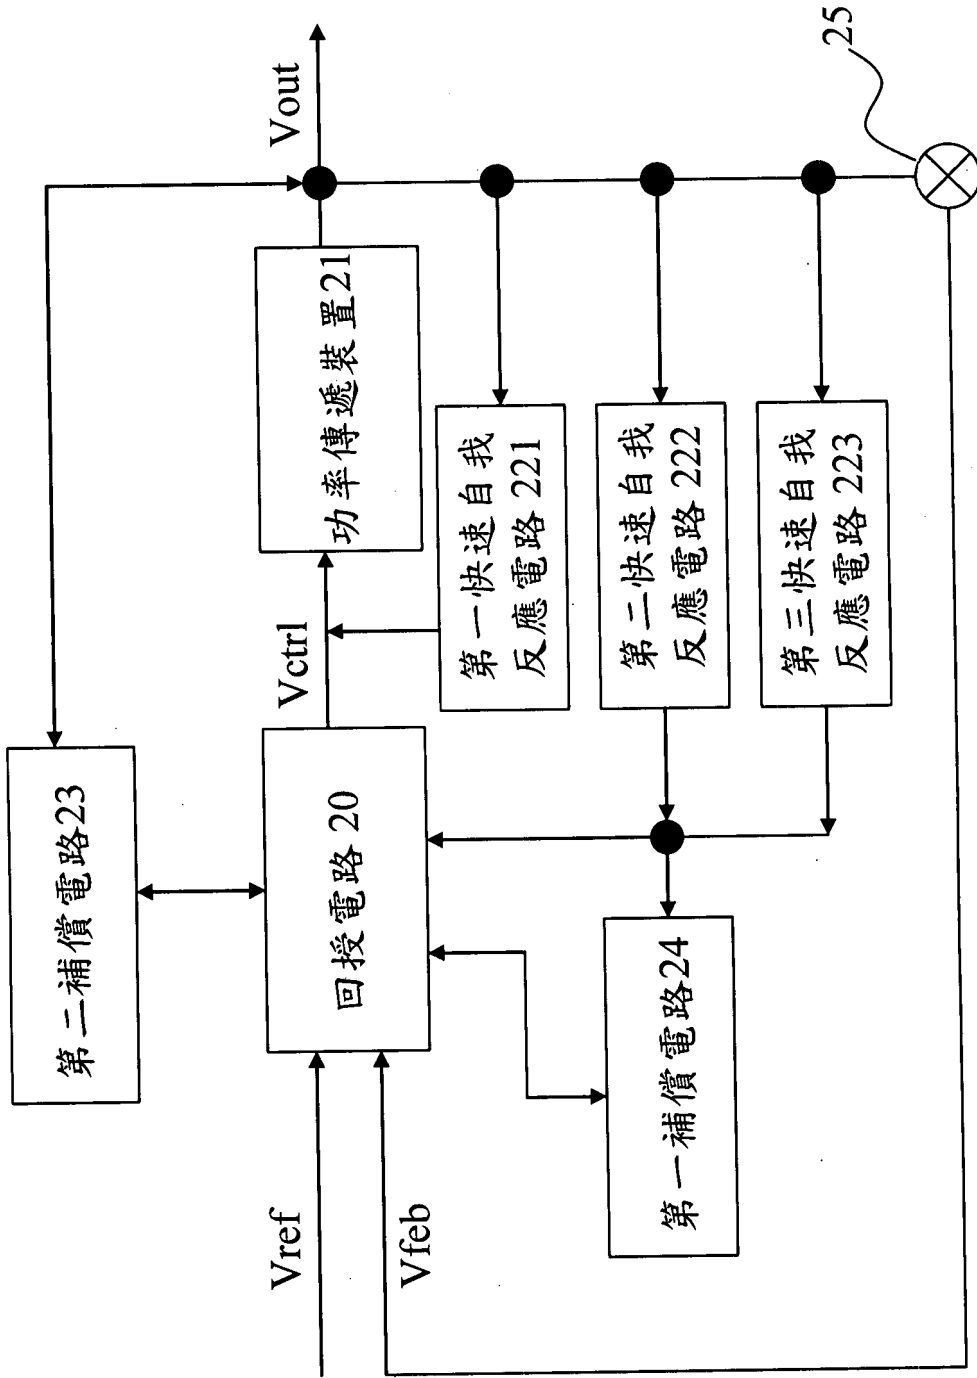 第二補償電路23
Vref
Vfeb
回授電路20
Vctrl
功率傳遞裝置21
Vout
第一補償電路24
第一快速自我
反應電路221
第二快速自我
反應電路222
第三快速自我
反應電路223
25